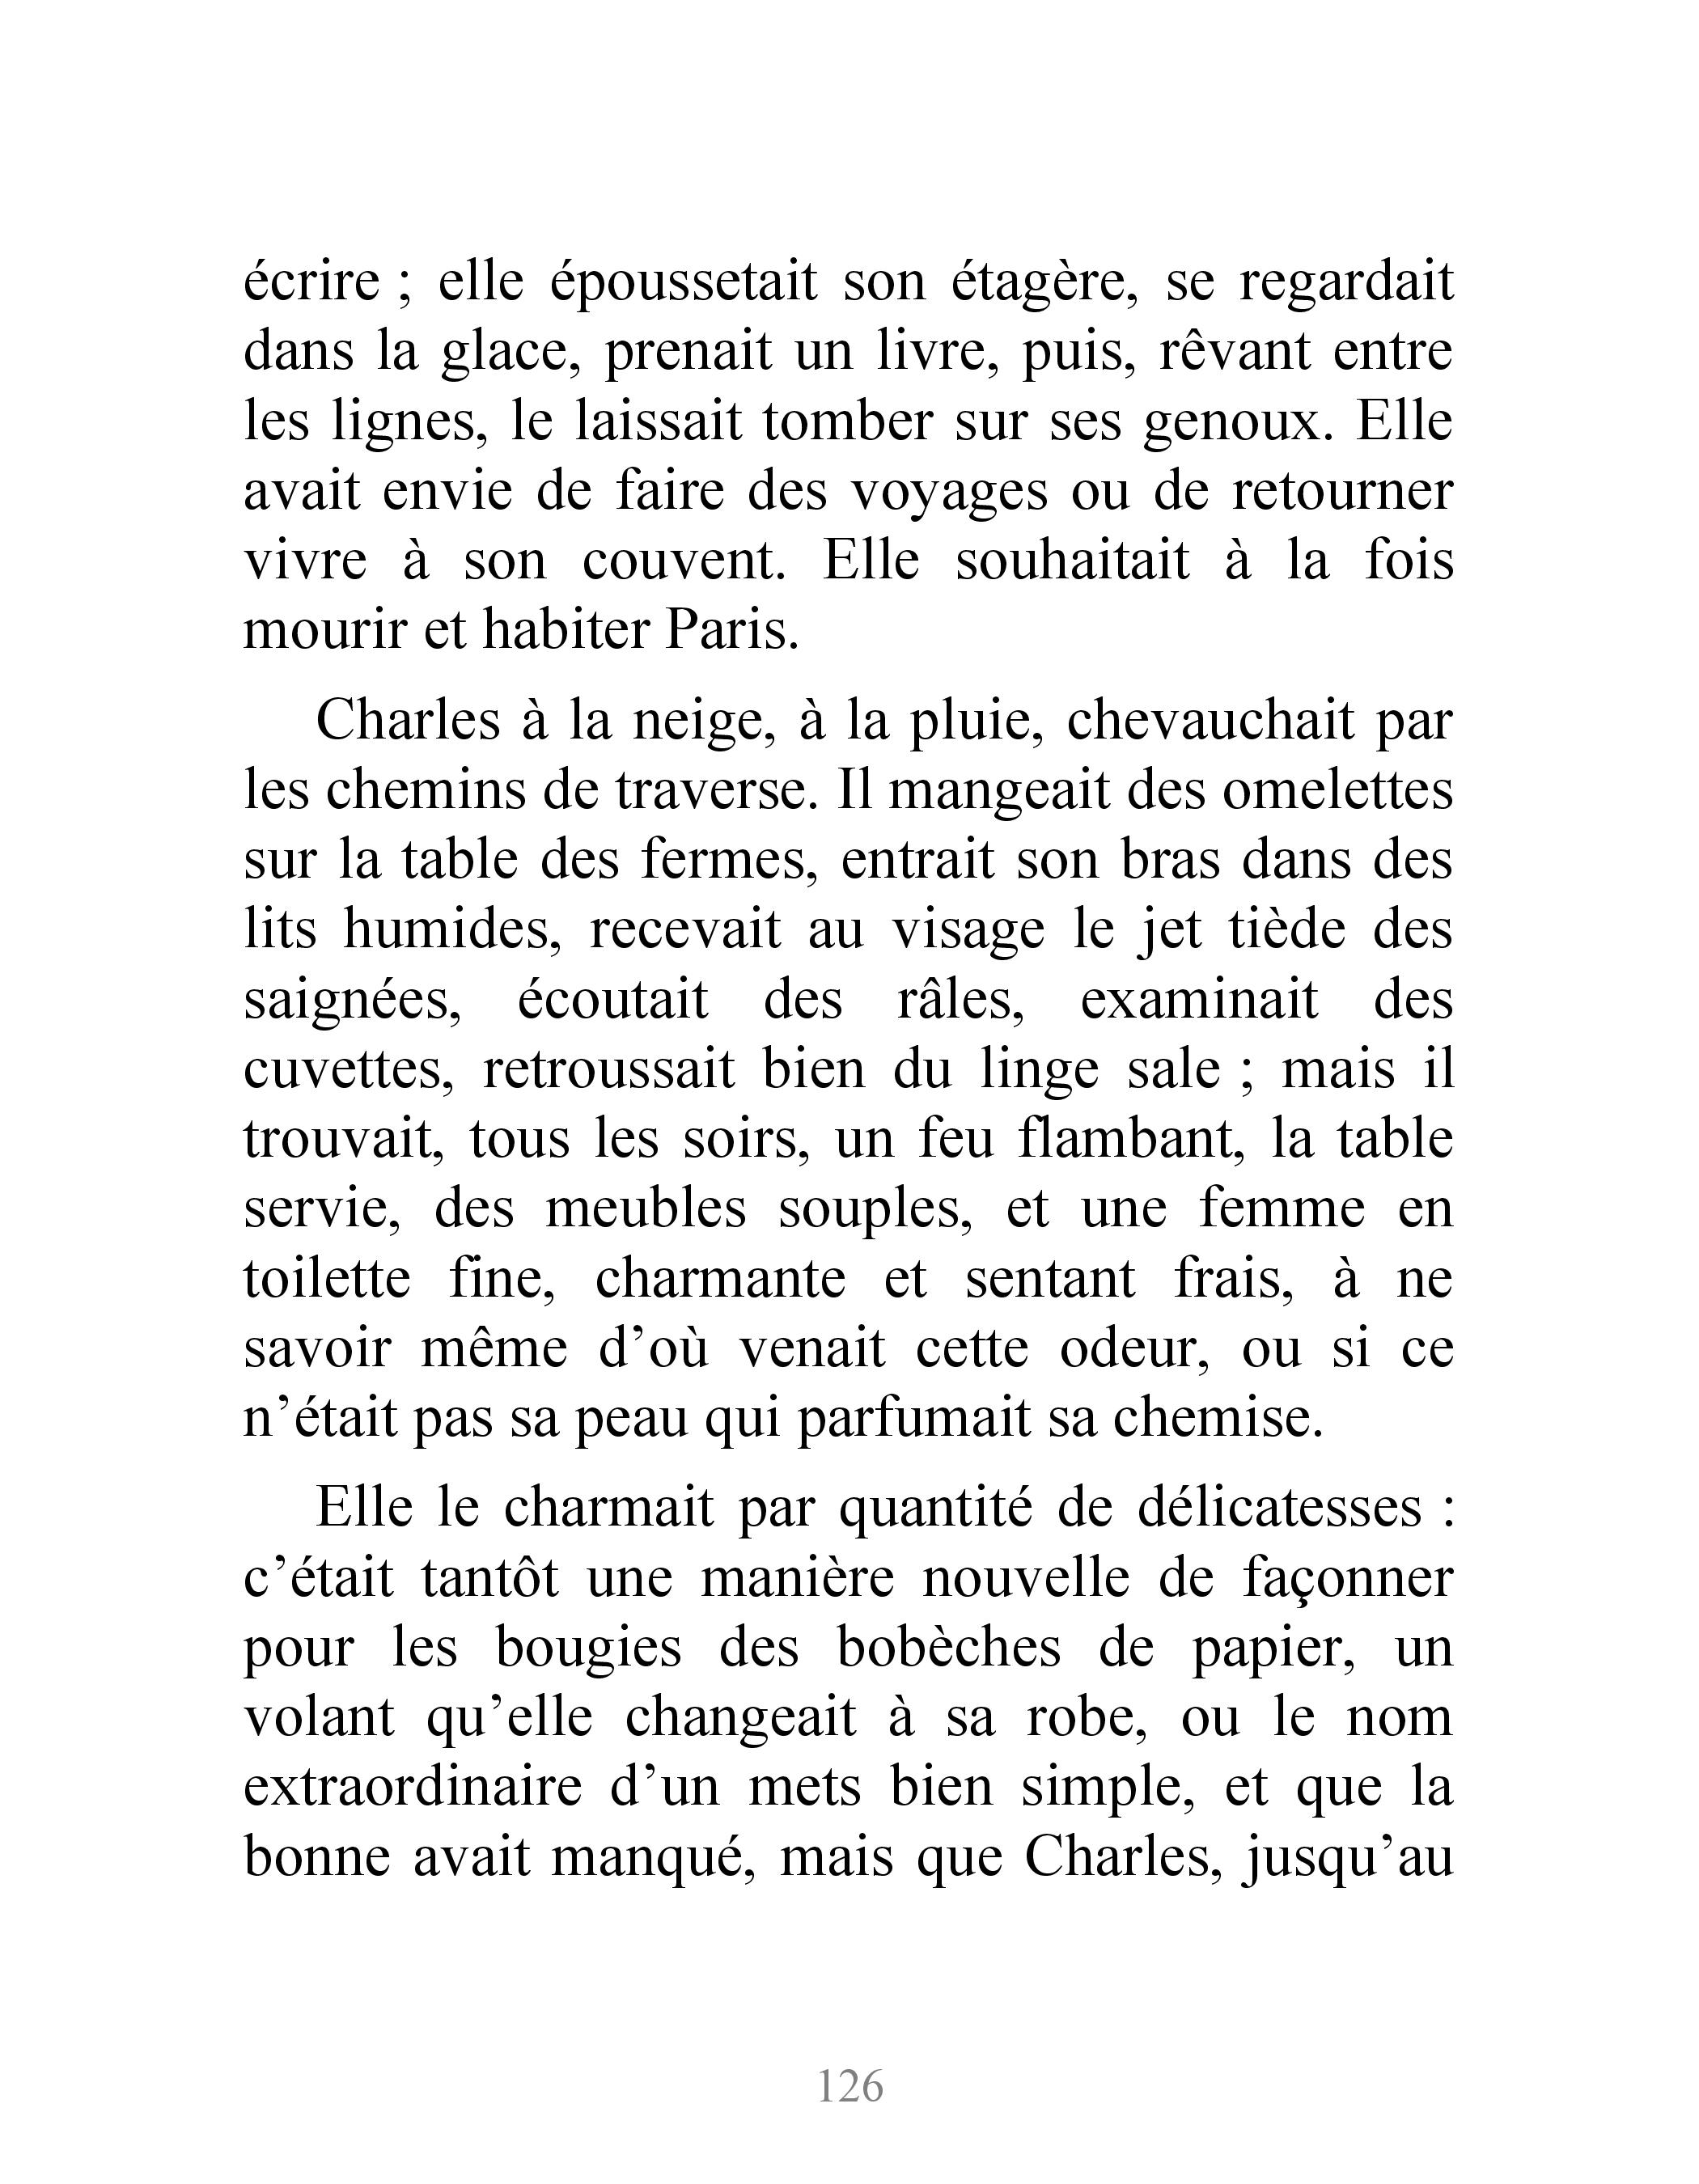 écrire ; elle époussetait son étagère, se regardait
dans la glace, prenait un livre, puis, rêvant entre
les lignes, le laissait tomber sur ses genoux. Elle
avait envie de faire des voyages ou de retourner
vivre à son couvent. Elle souhaitait à la fois
mourir et habiter Paris.
Charles à la neige, à la pluie, chevauchait par
les chemins de traverse. Il mangeait des omelettes
sur la table des fermes, entrait son bras dans des
lits humides, recevait au visage le jet tiède des
saignées, écoutait des râles, examinait des
cuvettes, retroussait bien du linge sale ; mais il
trouvait, tous les soirs, un feu flambant, la table
servie, des meubles souples, et une femme en
toilette fine, charmante et sentant frais, à ne
savoir même d’où venait cette odeur, ou si ce
n’était pas sa peau qui parfumait sa chemise.
Elle le charmait par quantité de délicatesses :
c’était tantôt une manière nouvelle de façonner
pour les bougies des bobèches de papier, un
volant qu’elle changeait à sa robe, ou le nom
extraordinaire d’un mets bien simple, et que la
bonne avait manqué, mais que Charles, jusqu’au
126